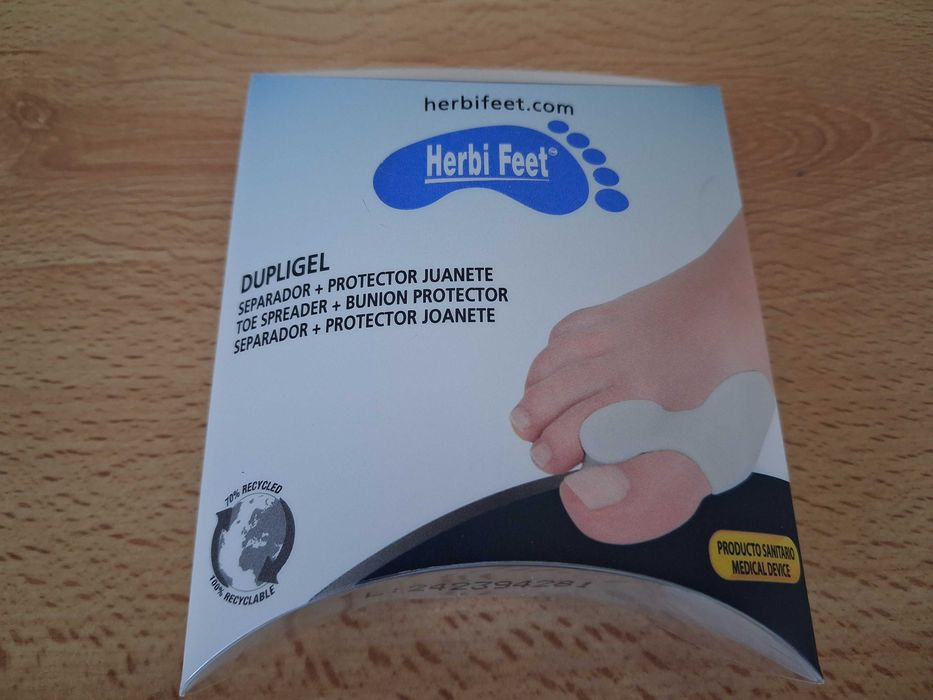 herbifeet.com
Herbi Feet
DUPLIGEL
SEPARADOR + PROTECTOR JUANETE
TOE SPREADER + BUNION PROTECTOR
SEPARADOR + PROTECTOR JOANETE
70% RECYCLED
100% RECYCLABLE
PRODUCTO SANITARIO
MEDICAL DEVICE
L:242394281